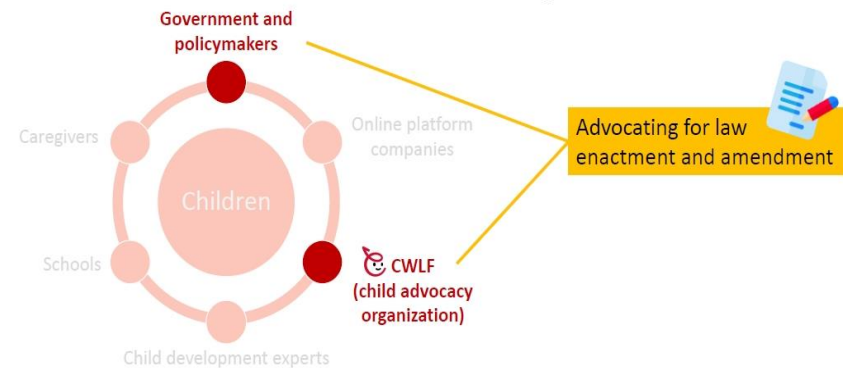 Government and
policymakers
Caregivers
Online platform
companies
Advocating for law
enactment and amendment
Children
Schools
CWLF
(child advocacy
organization)
Child development experts